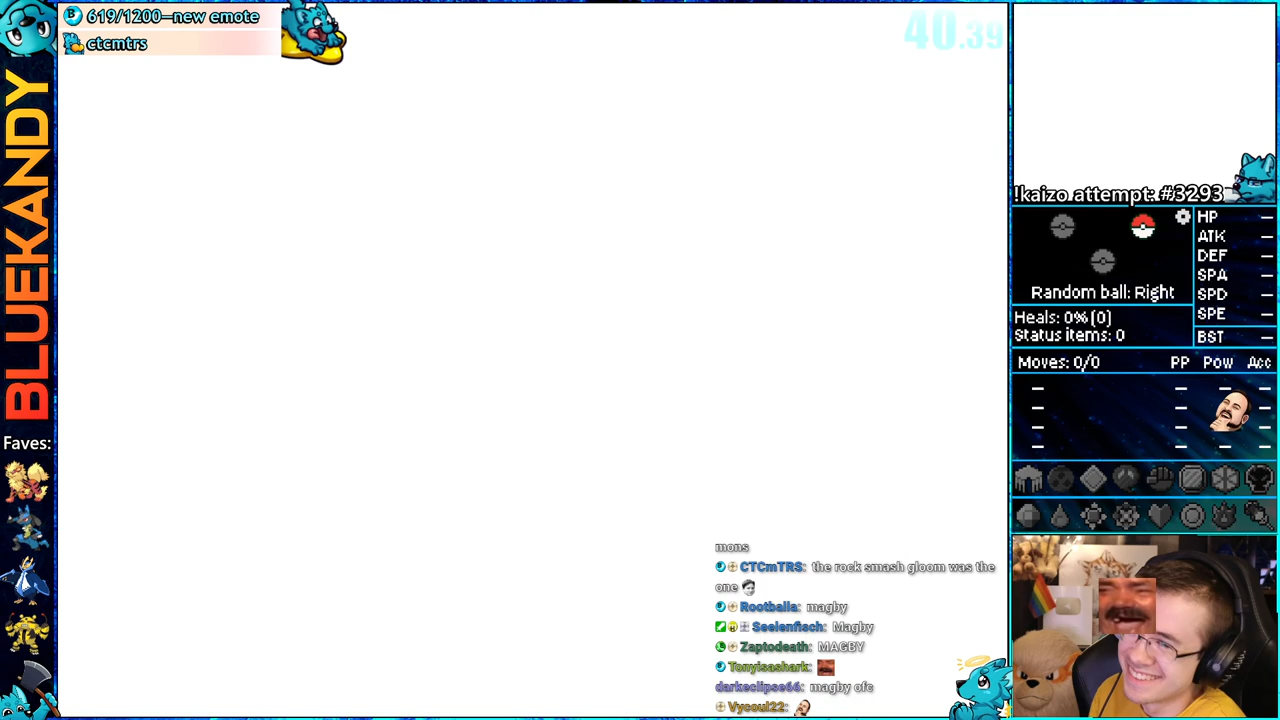 619/1200—new emote
ctcmtrs
40.39
BLUEKANDY
Faves:
!kaizo attempt: #3293
Random ball: Right
Heals: 0% (0)
Status items: 0
HP —
ATK —
DEF —
SPA —
SPD —
SPE —
BST —
Moves: 0/0 PP Pow Acc
— — — —
— — —
— — —
— — — —
mons
CTCmTRS: the rock smash gloom was the
one
Rootballa: magby
Seelenfisch: Magby
Zaptodeath: MAGBY
Tonyisashark:
darkeclipse66: magby ofc
Vycoul22: